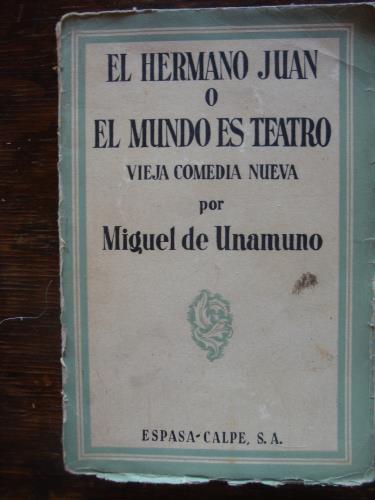 EL HERMANO JUAN
O
EL MUNDO ES TEATRO
VIEJA COMEDIA NUEVA
por
Miguel de Unamuno
ESPASA-CALPE, S. A.